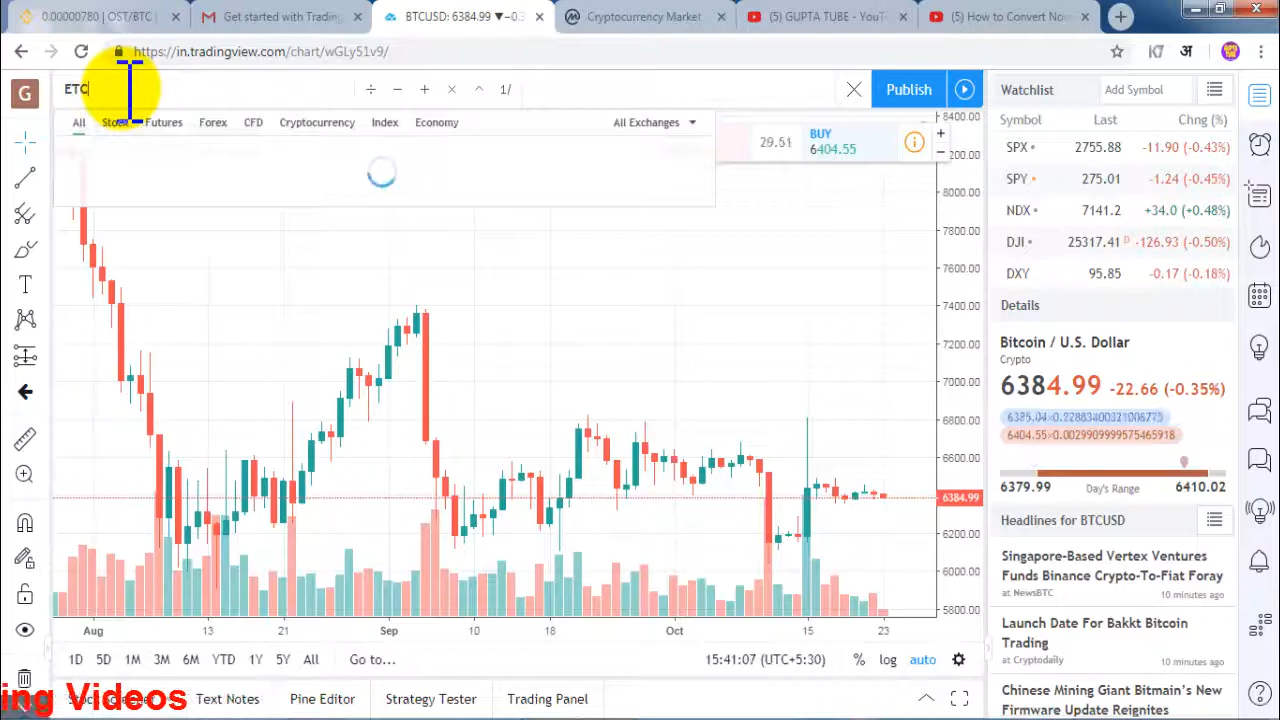 0.00000780 | OST/BTC
Get started with Trading
BTCUSD: 6384.99 ▼−0.3
Cryptocurrency Market
(5) GUPTA TUBE - YouT
(5) How to Convert Now
https://in.tradingview.com/chart/wGLy51v9/
G
ETC
÷ − + × ^
Publish
All Stock Futures Forex CFD Cryptocurrency Index Economy All Exchanges
29.51
BUY
6404.55
Watchlist
Add Symbol
Symbol Last Chng (%)
SPX 2755.88 -11.90 (-0.43%)
SPY 275.01 -1.24 (-0.45%)
NDX 7141.2 +34.0 (+0.48%)
DJI 25317.41 D -126.93 (-0.50%)
DXY 95.85 -0.17 (-0.18%)
Details
Bitcoin / U.S. Dollar
Crypto
6384.99 -22.66 (-0.35%)
6379.99 Day's Range 6410.02
Headlines for BTCUSD
Singapore-Based Vertex Ventures
Funds Binance Crypto-To-Fiat Foray
at NewsBTC 10 minutes ago
Launch Date For Bakkt Bitcoin
Trading
at Cryptodaily 10 minutes ago
Chinese Mining Giant Bitmain's New
Firmware Update Reignites
8400.00
8200.00
8000.00
7800.00
7600.00
7400.00
7200.00
7000.00
6800.00
6600.00
6384.99
6200.00
6000.00
5800.00
Aug 13 21 Sep 10 18 Oct 15 23
1D 5D 1M 3M 6M YTD 1Y 5Y All Go to...
15:41:07 (UTC+5:30) % log auto
Text Notes Pine Editor Strategy Tester Trading Panel
ing Videos